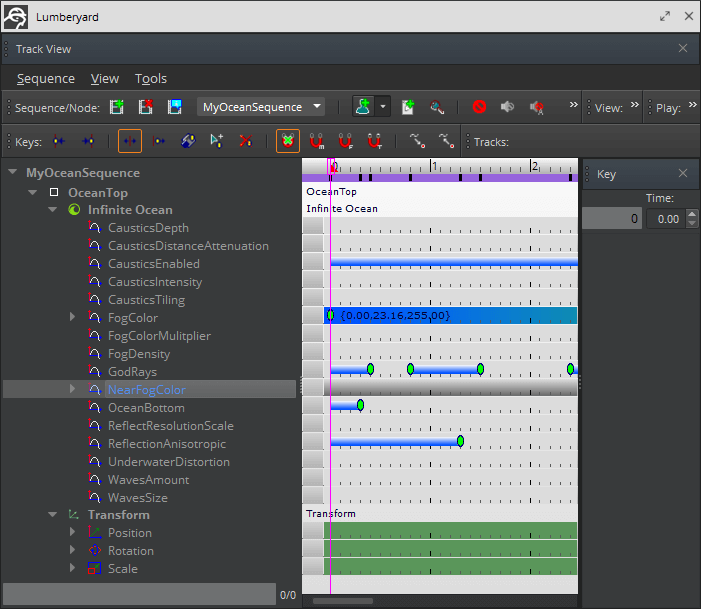 Lumberyard
Track View
Sequence View Tools
Sequence/Node: MyOceanSequence » View: » Play: »
Keys: Tracks:
MyOceanSequence
OceanTop
Infinite Ocean
CausticsDepth
CausticsDistanceAttenuation
CausticsEnabled
CausticsIntensity
CausticsTiling
FogColor
FogColorMulitplier
FogDensity
GodRays
NearFogColor
OceanBottom
ReflectResolutionScale
ReflectionAnisotropic
UnderwaterDistortion
WavesAmount
WavesSize
Transform
Position
Rotation
Scale
0/0
0 1 2
OceanTop
Infinite Ocean
{0.00,23.16,255.00}
Transform
Key
Time:
0 0.00